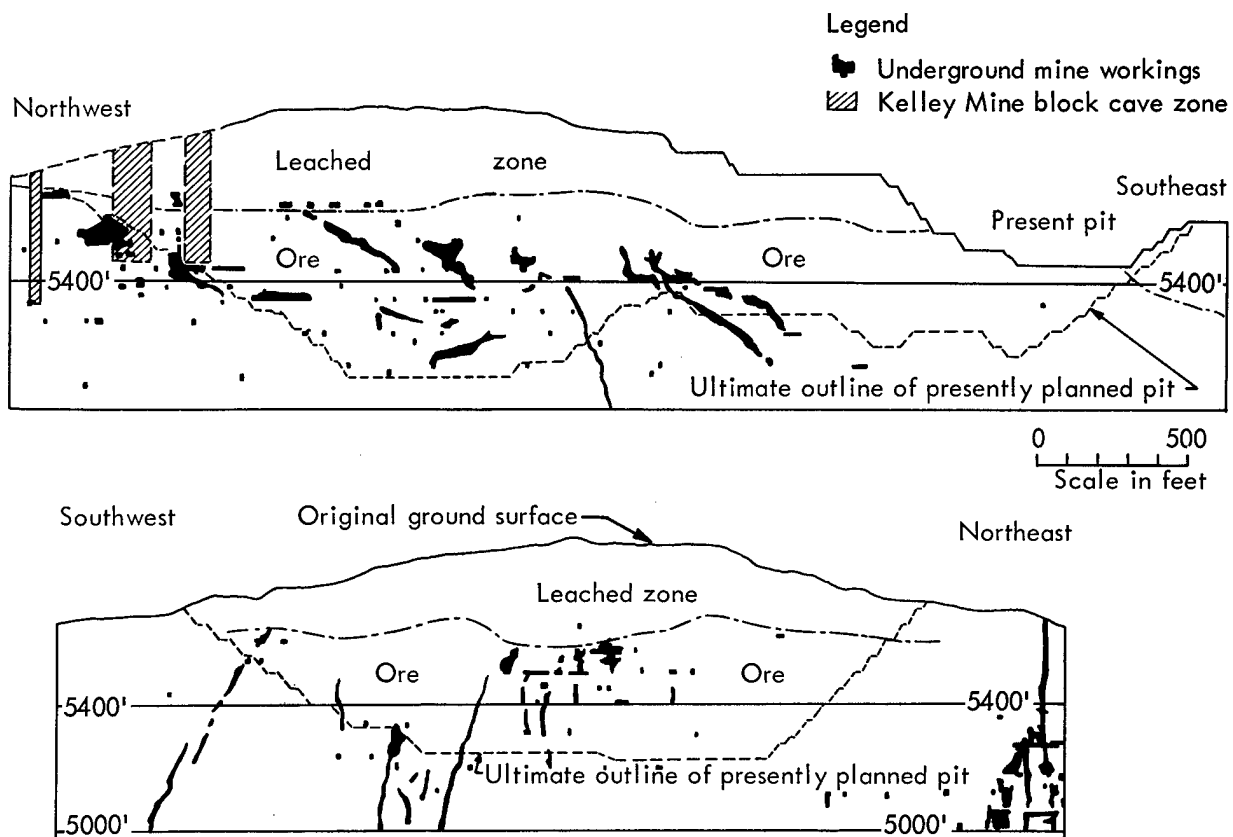 Legend
Underground mine workings
Kelley Mine block cave zone
Northwest
Leached zone
Southeast
Present pit
Ore
Ore
5400'
5400'
Ultimate outline of presently planned pit
0 500
Scale in feet
Southwest
Original ground surface
Northeast
Leached zone
Ore
Ore
5400'
5400'
Ultimate outline of presently planned pit
5000'
5000'